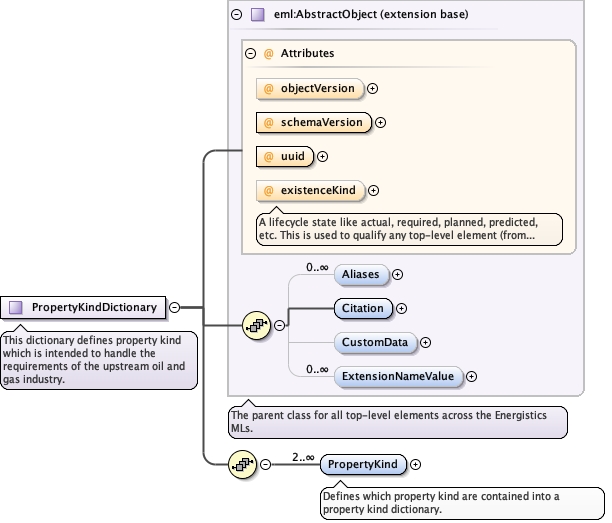 eml:AbstractObject (extension base)
@ Attributes
@ objectVersion
@ schemaVersion
@ uuid
@ existenceKind
A lifecycle state like actual, required, planned, predicted,
etc. This is used to qualify any top-level element (from...
0..∞
Aliases
Citation
CustomData
0..∞
ExtensionNameValue
The parent class for all top-level elements across the Energistics
MLs.
PropertyKindDictionary
This dictionary defines property kind
which is intended to handle the
requirements of the upstream oil and
gas industry.
2..∞
PropertyKind
Defines which property kind are contained into a
property kind dictionary.